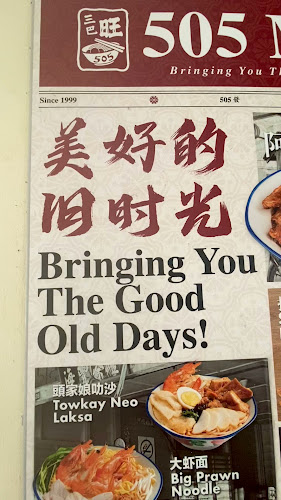 三巴旺
505
505
Bringing You
Since 1999
505 發
美好的
旧时光
Bringing You
The Good
Old Days!
頭家娘叻沙
Towkay Neo
Laksa
大虾面
Big Prawn
Noodle